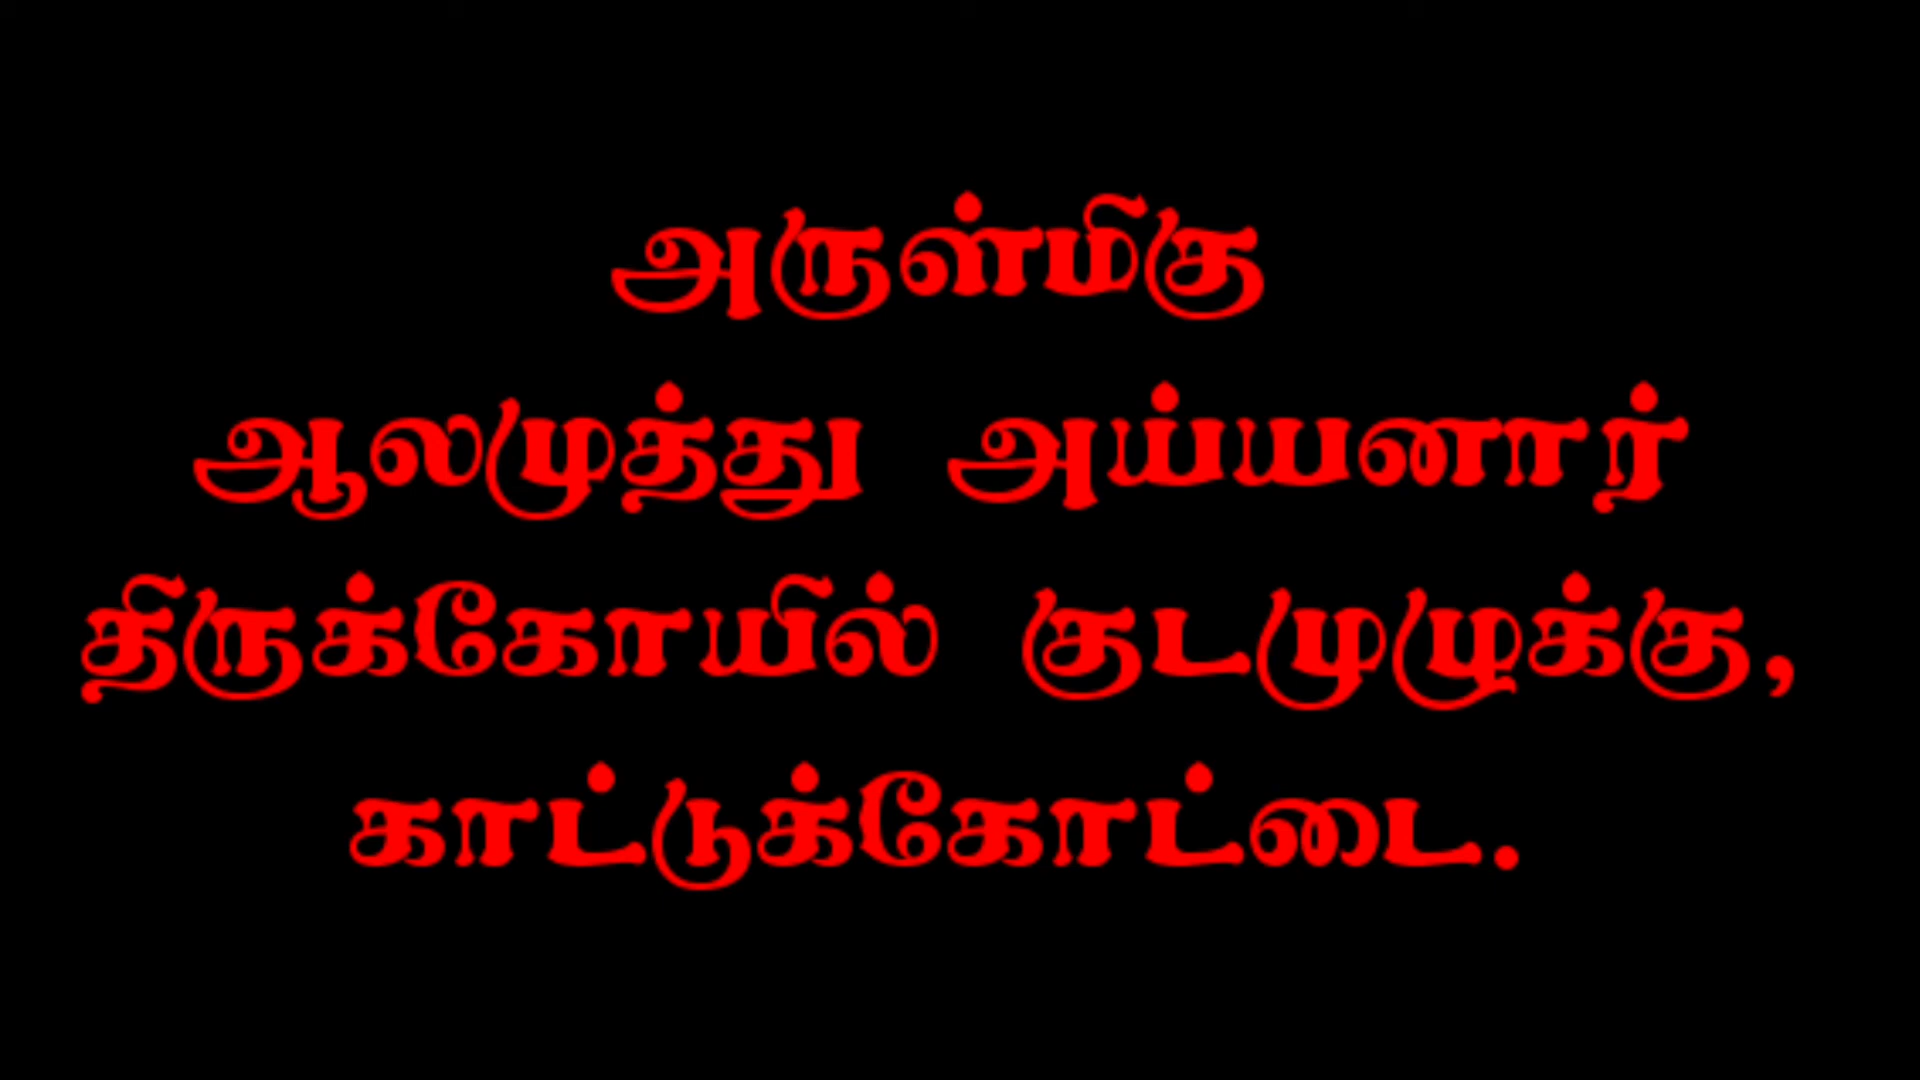 அருள்மிகு
ஆலமுத்து அய்யனார்
திருக்கோயில் குடமுழுக்கு,
காட்டுக்கோட்டை.